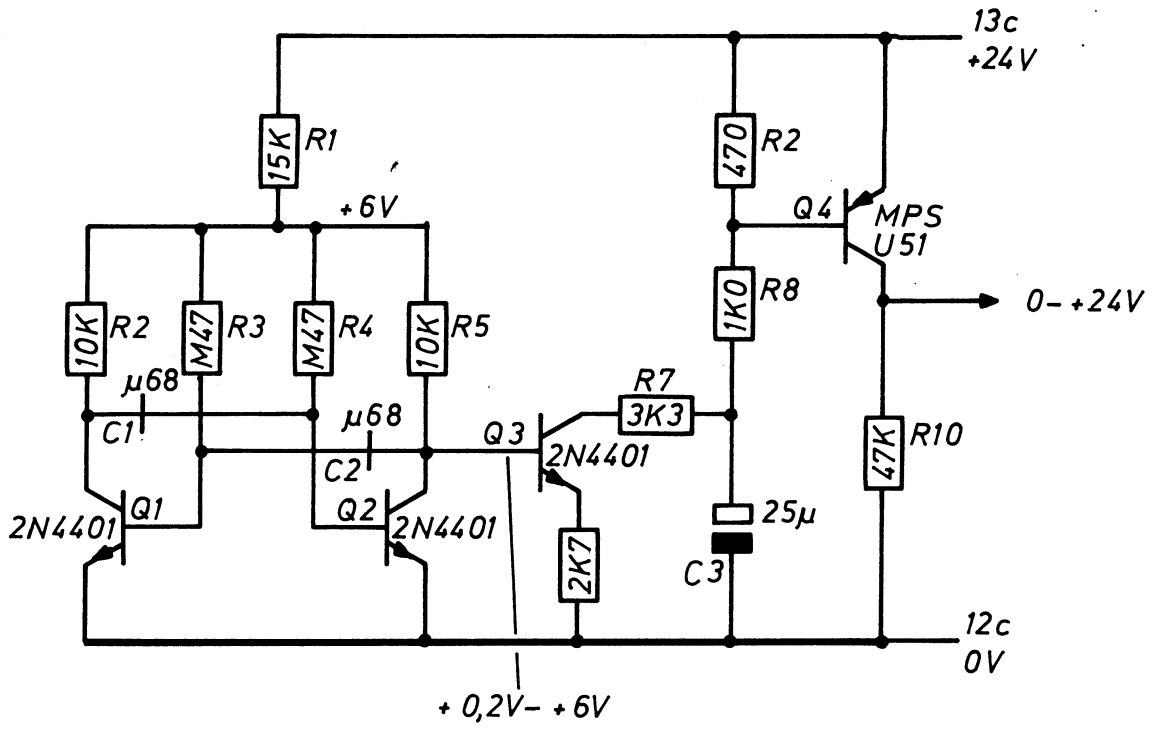 13c
+24V
15K
R1
470
R2
+6V
Q4
MPS
U51
10K
R2
M47
R3
M47
R4
10K
R5
1K0
R8
0- +24V
µ68
C1
µ68
C2
R7
3K3
Q3
2N4401
47K
R10
Q1
2N4401
Q2
2N4401
25µ
C3
2K7
12c
0V
+ 0,2V- +6V